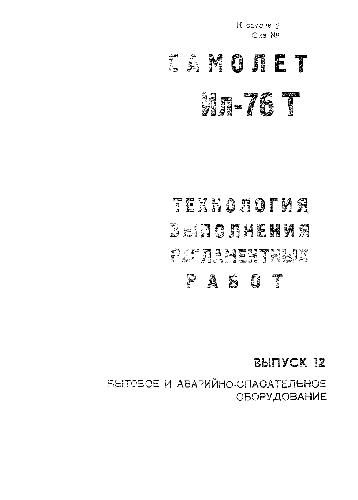 САМОЛЕТ
Ил-76Т
ТЕХНОЛОГИЯ
ВЫПОЛНЕНИЯ
РЕГЛАМЕНТНЫХ
РАБОТ
ВЫПУСК 12
БЫТОВОЕ И АВАРИЙНО-СПАСАТЕЛЬНОЕ
ОБОРУДОВАНИЕ